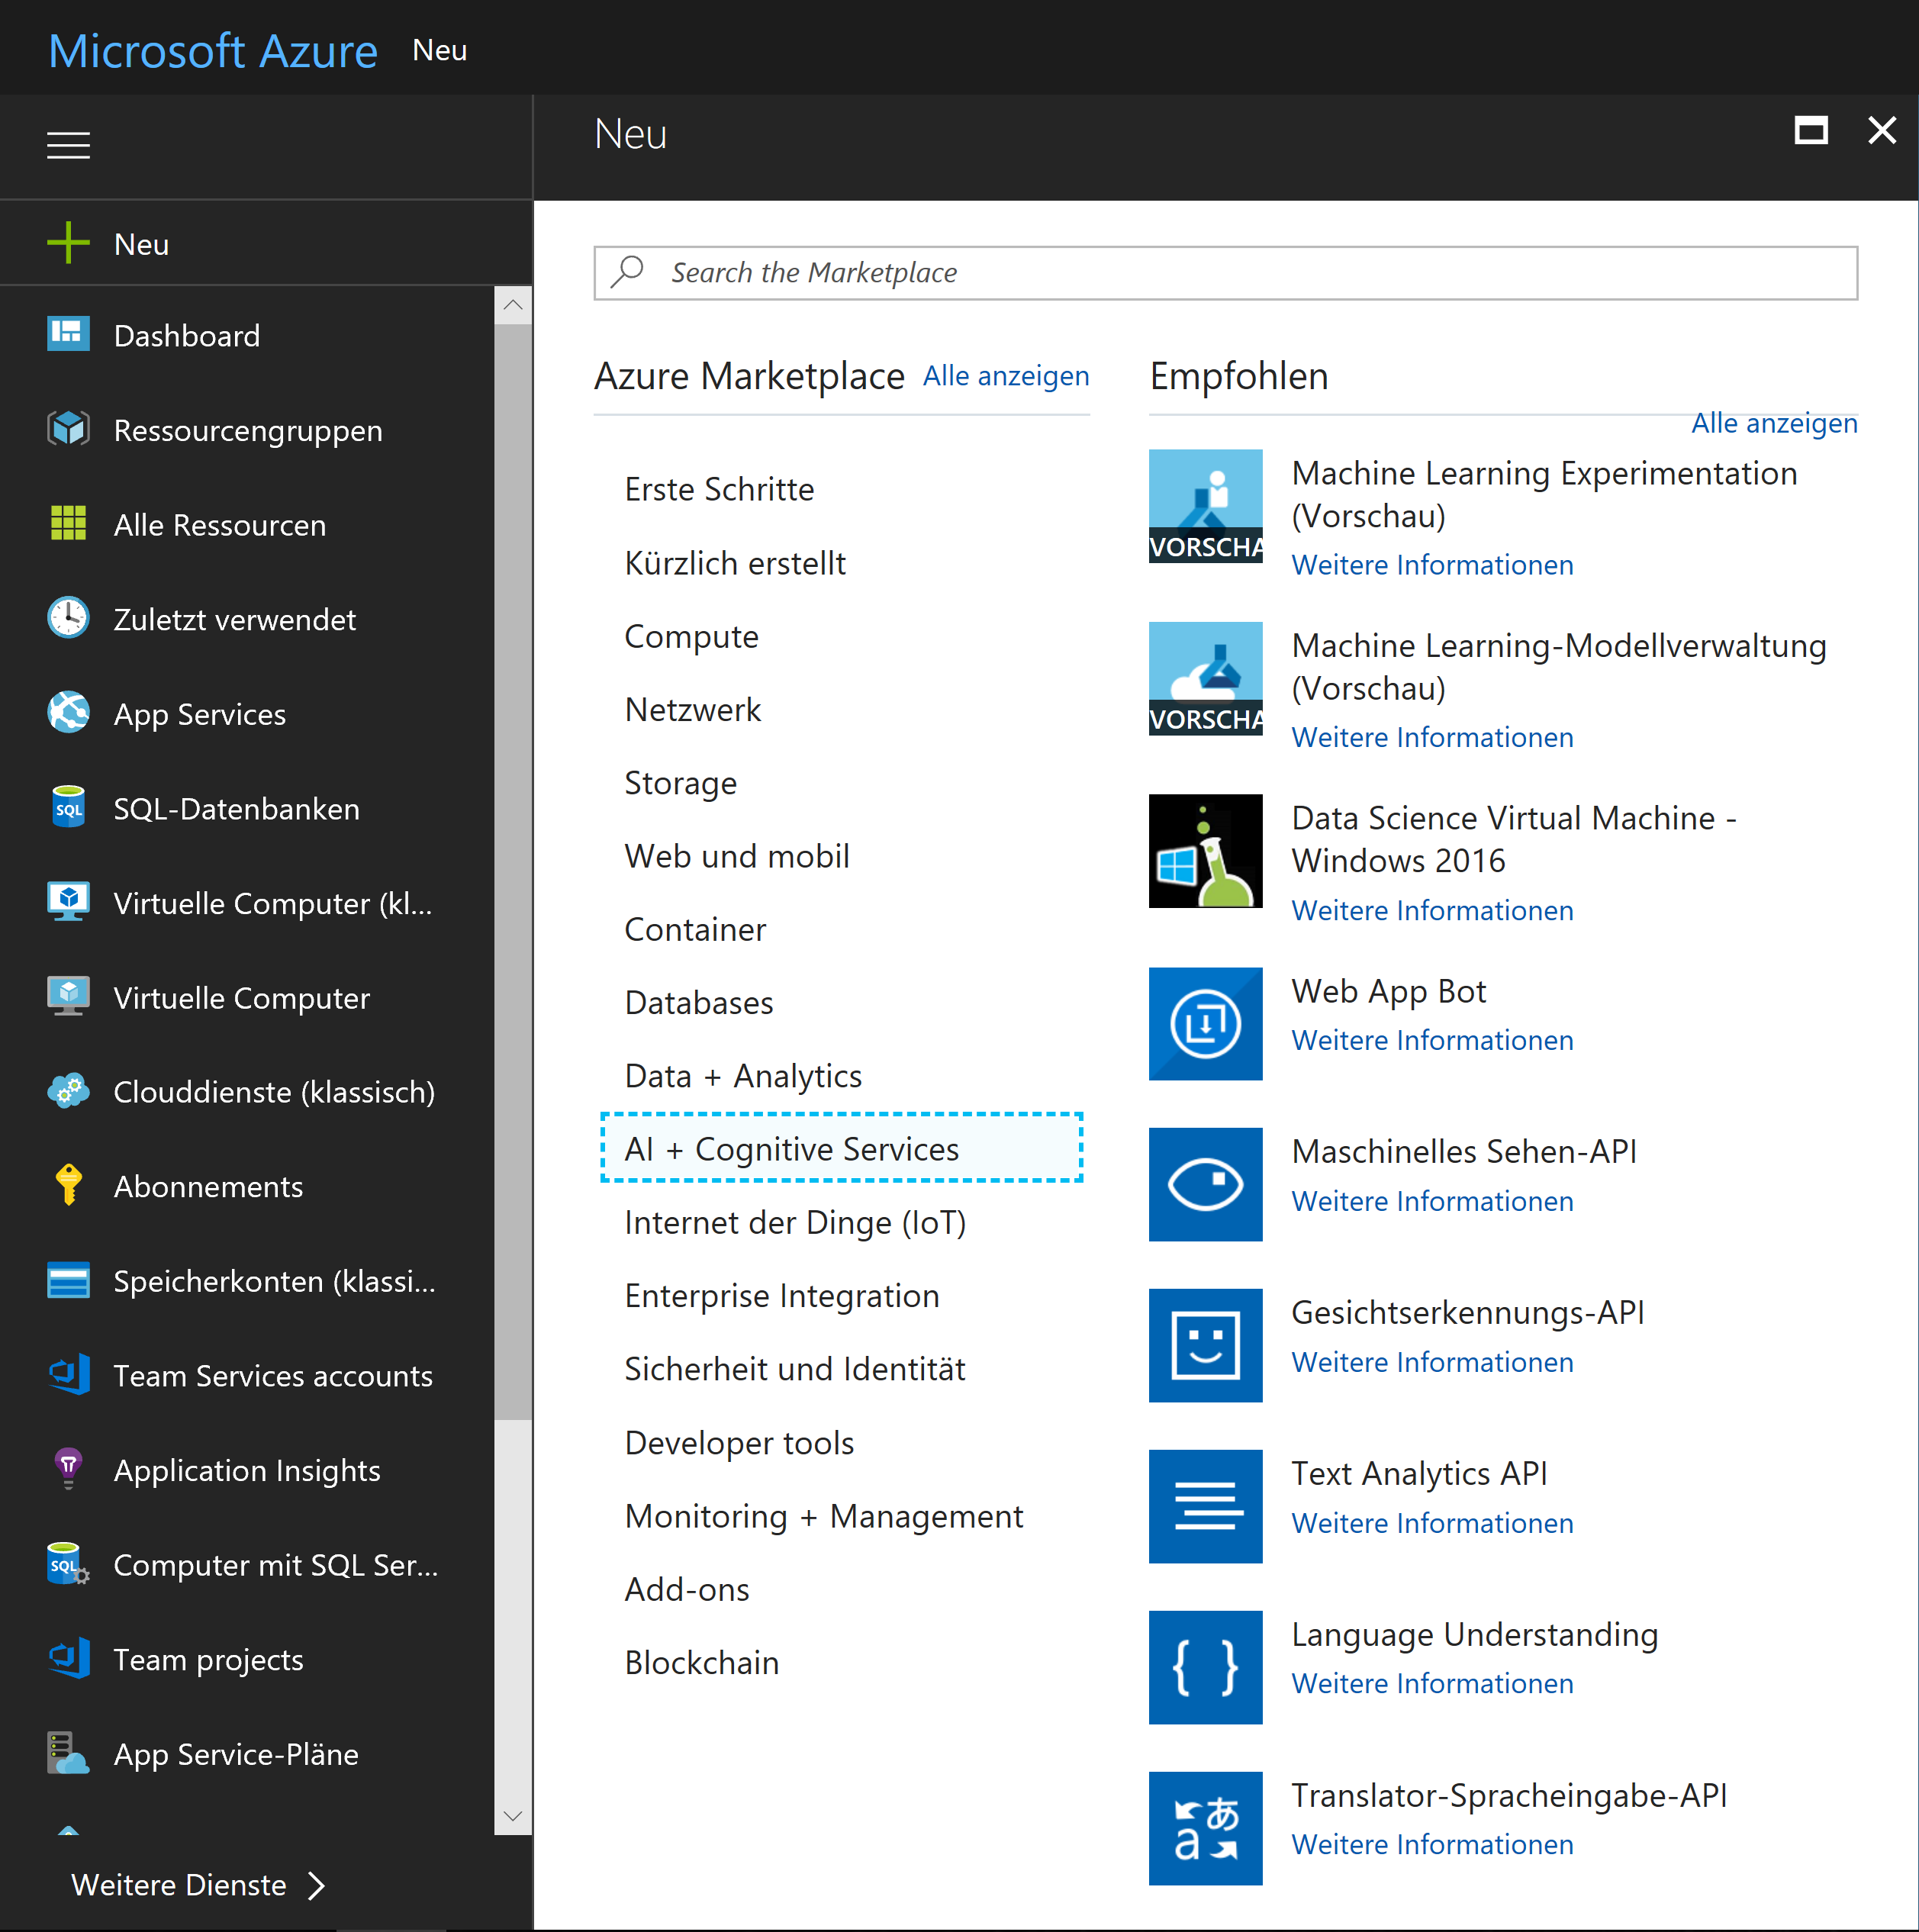 Microsoft Azure Neu
Neu
Neu
Dashboard
Ressourcengruppen
Alle Ressourcen
Zuletzt verwendet
App Services
SQL
SQL-Datenbanken
Virtuelle Computer (kl...
Virtuelle Computer
Clouddienste (klassisch)
Abonnements
Speicherkonten (klassi...
Team Services accounts
Application Insights
SQL
Computer mit SQL Ser...
Team projects
App Service-Pläne
Weitere Dienste
Search the Marketplace
Azure Marketplace Alle anzeigen
Erste Schritte
Kürzlich erstellt
Compute
Netzwerk
Storage
Web und mobil
Container
Databases
Data + Analytics
AI + Cognitive Services
Internet der Dinge (IoT)
Enterprise Integration
Sicherheit und Identität
Developer tools
Monitoring + Management
Add-ons
Blockchain
Empfohlen
Alle anzeigen
VORSCHA
Machine Learning Experimentation
(Vorschau)
Weitere Informationen
VORSCHA
Machine Learning-Modellverwaltung
(Vorschau)
Weitere Informationen
Data Science Virtual Machine -
Windows 2016
Weitere Informationen
Web App Bot
Weitere Informationen
Maschinelles Sehen-API
Weitere Informationen
Gesichtserkennungs-API
Weitere Informationen
Text Analytics API
Weitere Informationen
{ }
Language Understanding
Weitere Informationen
あ
a
Translator-Spracheingabe-API
Weitere Informationen